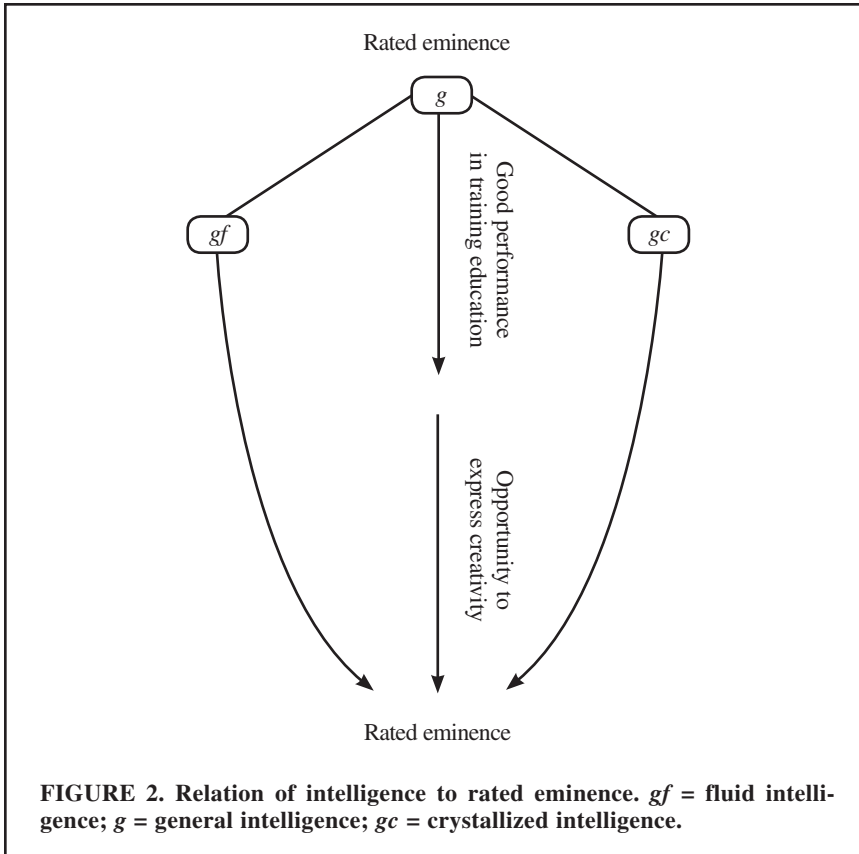 Rated eminence
g
Good performance
in training education
gf
gc
Opportunity to
express creativity
Rated eminence
FIGURE 2. Relation of intelligence to rated eminence. gf = fluid intelli-
gence; g = general intelligence; gc = crystallized intelligence.